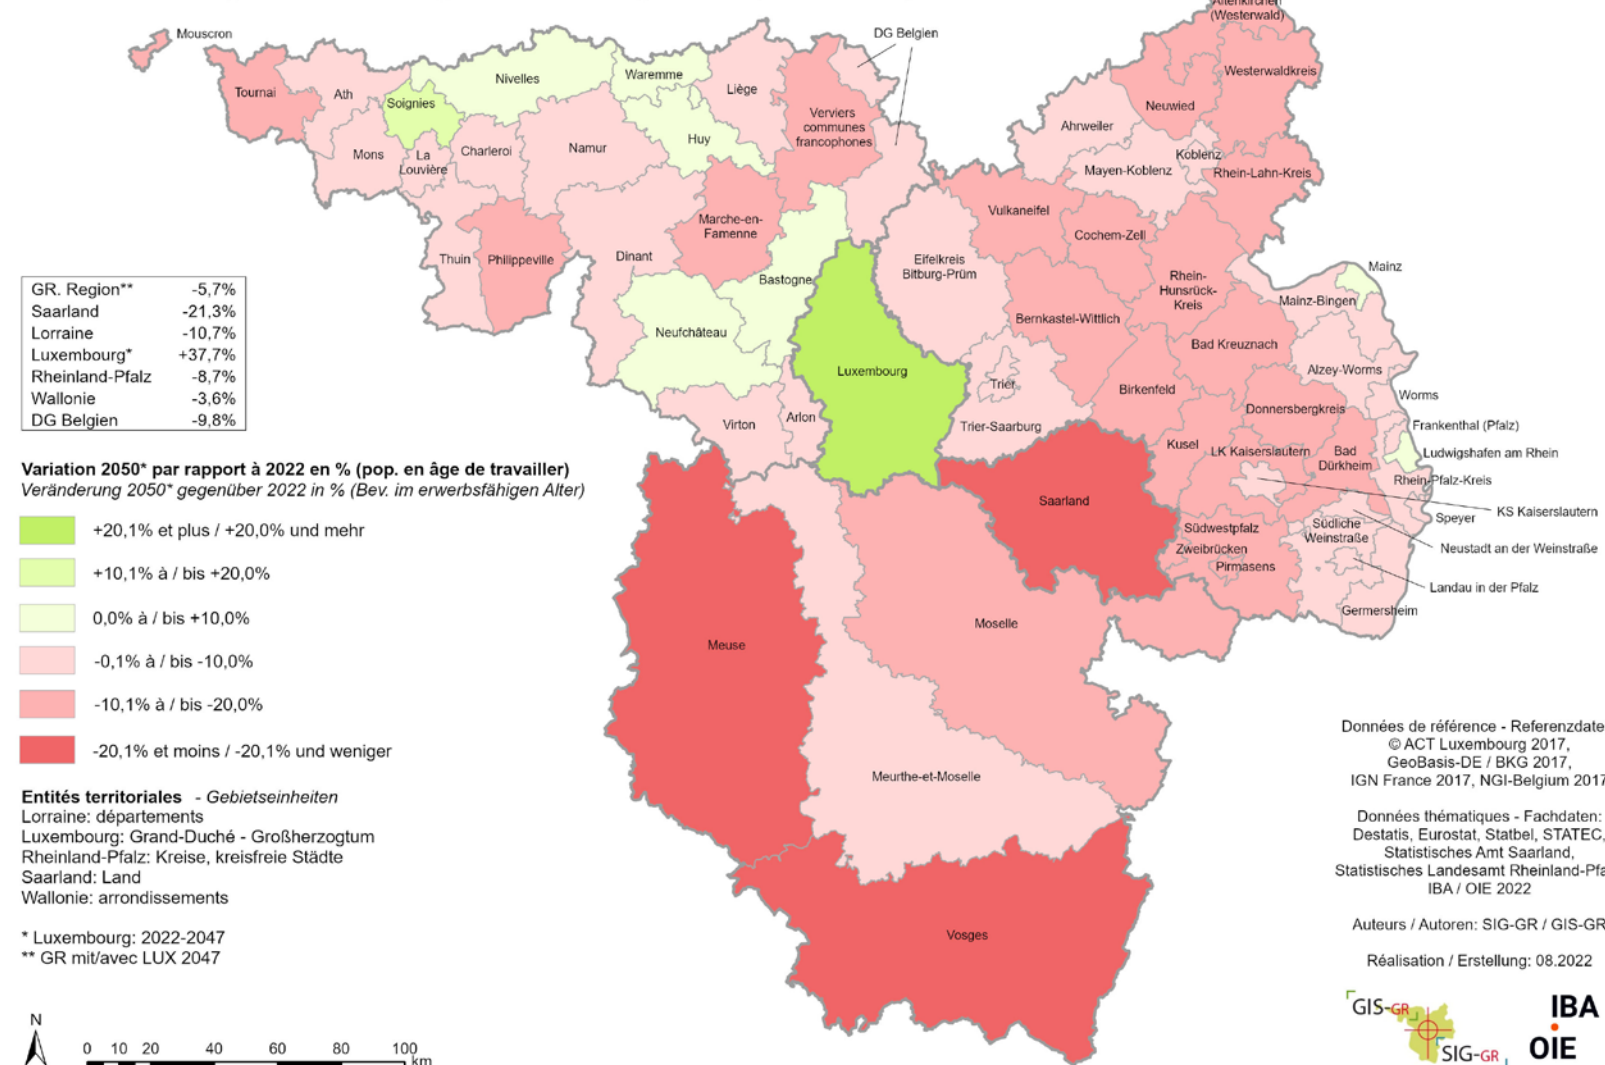 Altenkirchen
(Westerwald)
Mouscron
DG Belgien
Nivelles
Waremme
Liège
Westerwaldkreis
Tournai
Ath
Soignies
Neuwied
Verviers
communes
francophones
Ahrweiler
Huy
Mons
La
Louvière
Charleroi
Namur
Koblenz
Mayen-Koblenz
Rhein-Lahn-Kreis
Vulkaneifel
Marche-en-
Famenne
Cochem-Zell
Thuin
Philippeville
Dinant
Eifelkreis
Bitburg-Prüm
Mainz
Bastogne
Rhein-
Hunsrück-
Kreis
Mainz-Bingen
GR. Region** -5,7%
Saarland -21,3%
Lorraine -10,7%
Luxembourg* +37,7%
Rheinland-Pfalz -8,7%
Wallonie -3,6%
DG Belgien -9,8%
Neufchâteau
Bernkastel-Wittlich
Bad Kreuznach
Luxembourg
Trier
Birkenfeld
Alzey-Worms
Worms
Donnersbergkreis
Virton
Arlon
Trier-Saarburg
Frankenthal (Pfalz)
Kusel
LK Kaiserslautern
Bad
Dürkheim
Ludwigshafen am Rhein
Rhein-Pfalz-Kreis
Saarland
KS Kaiserslautern
Speyer
Südwestpfalz
Südliche
Weinstraße
Zweibrücken
Neustadt an der Weinstraße
Pirmasens
Landau in der Pfalz
Germersheim
Moselle
Meuse
Meurthe-et-Moselle
Vosges
Variation 2050* par rapport à 2022 en % (pop. en âge de travailler)
Veränderung 2050* gegenüber 2022 in % (Bev. im erwerbsfähigen Alter)
+20,1% et plus / +20,0% und mehr
+10,1% à / bis +20,0%
0,0% à / bis +10,0%
-0,1% à / bis -10,0%
-10,1% à / bis -20,0%
-20,1% et moins / -20,1% und weniger
Entités territoriales - Gebietseinheiten
Lorraine: départements
Luxembourg: Grand-Duché - Großherzogtum
Rheinland-Pfalz: Kreise, kreisfreie Städte
Saarland: Land
Wallonie: arrondissements
* Luxembourg: 2022-2047
** GR mit/avec LUX 2047
N
0 10 20 40 60 80 100
km
Données de référence - Referenzdate
© ACT Luxembourg 2017,
GeoBasis-DE / BKG 2017,
IGN France 2017, NGI-Belgium 2017
Données thématiques - Fachdaten:
Destatis, Eurostat, Statbel, STATEC,
Statistisches Amt Saarland,
Statistisches Landesamt Rheinland-Pfa
IBA / OIE 2022
Auteurs / Autoren: SIG-GR / GIS-GR
Réalisation / Erstellung: 08.2022
GIS-GR
SIG-GR
IBA
OIE